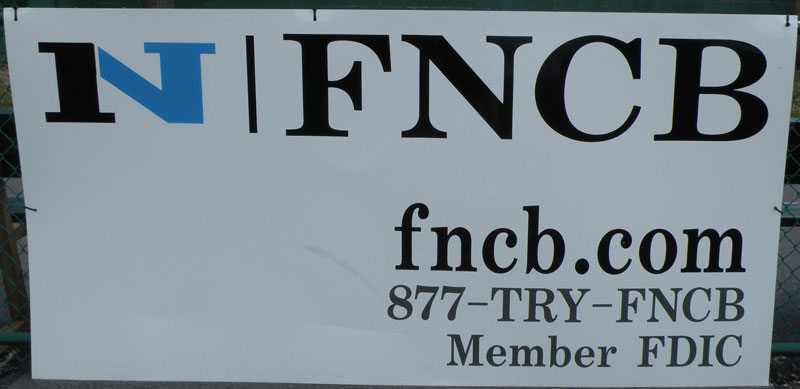 N | FNCB
fncb.com
877-TRY-FNCB
Member FDIC